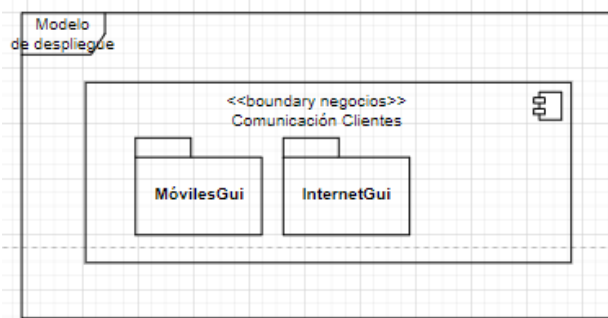 Modelo
de despliegue
<<boundary negocios>>
Comunicación Clientes
MóvilesGui
InternetGui